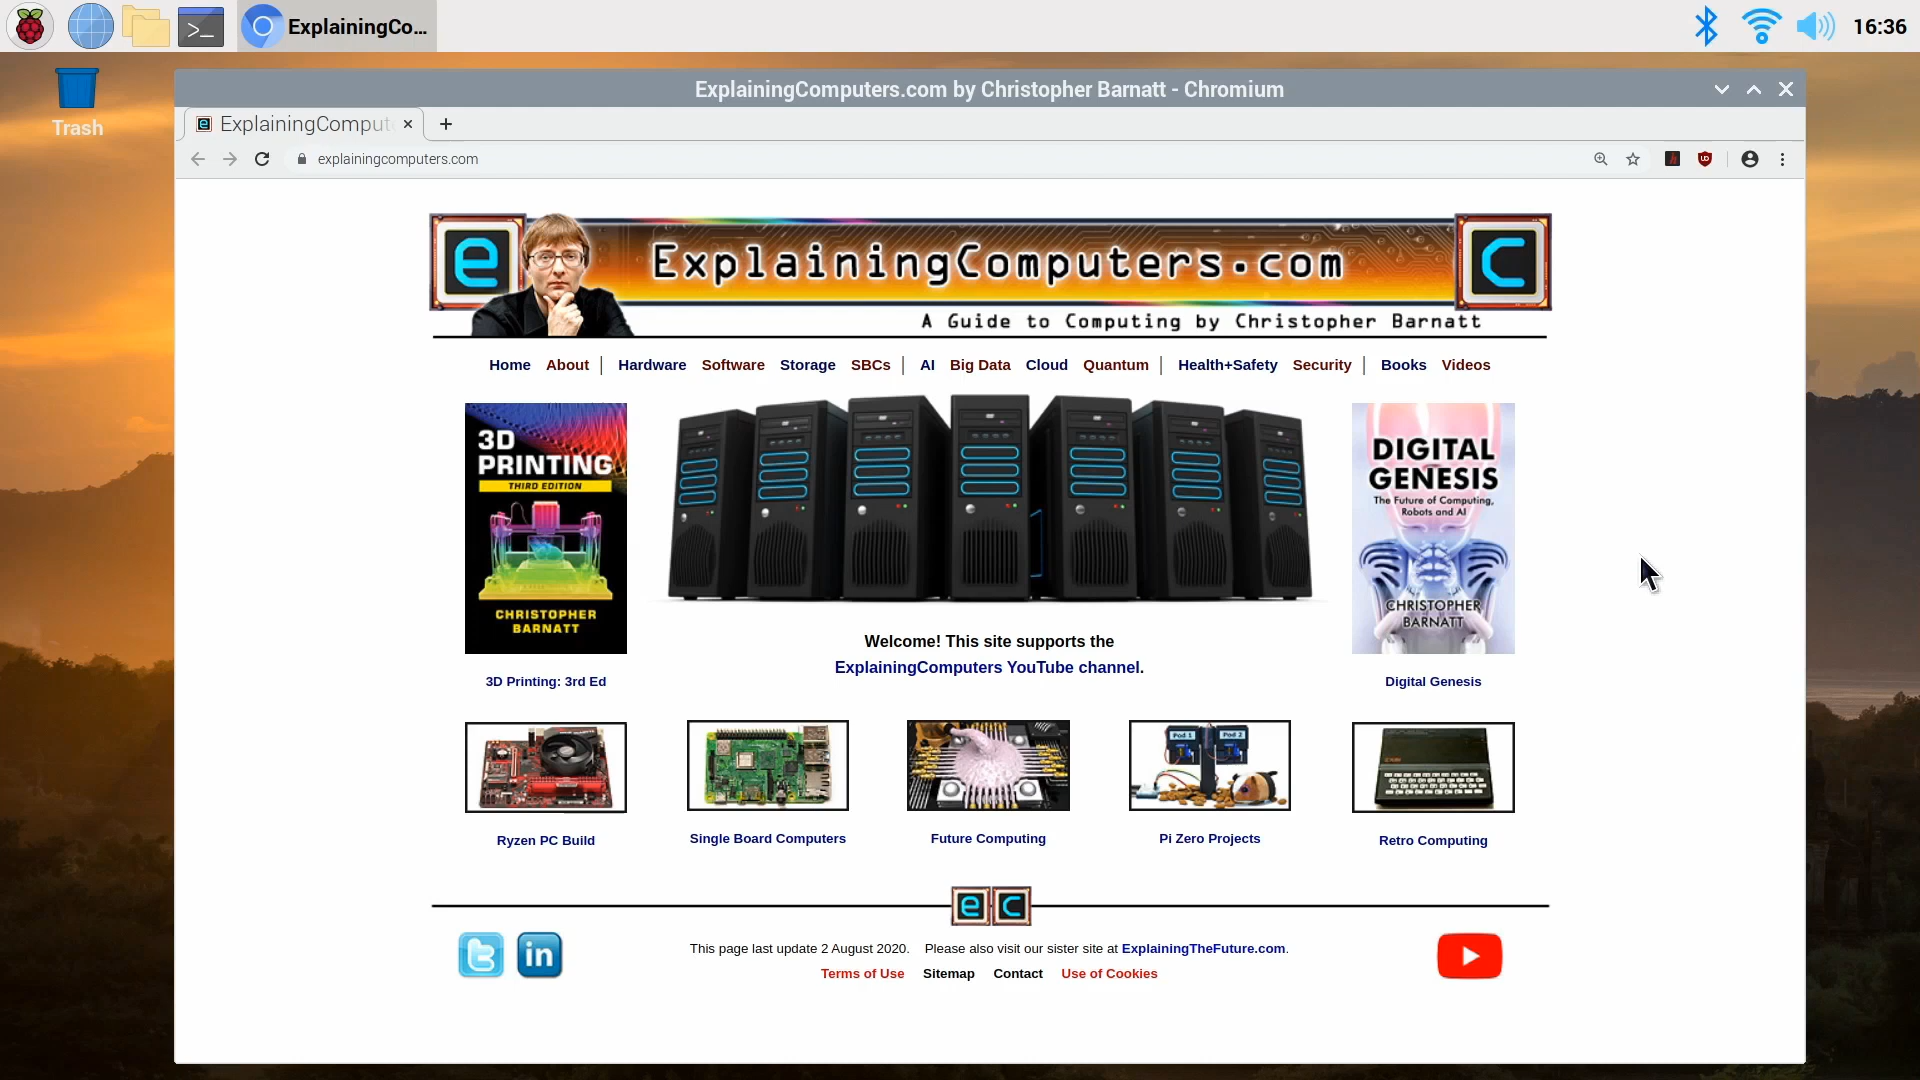 ExplainingCo...
16:36
Trash
ExplainingComputers.com by Christopher Barnatt - Chromium
ExplainingComput
explainingcomputers.com
e
ExplainingComputers.com
c
A Guide to Computing by Christopher Barnatt
Home About | Hardware Software Storage SBCs | AI Big Data Cloud Quantum | Health+Safety Security | Books Videos
3D
PRINTING
THIRD EDITION
CHRISTOPHER
BARNATT
DIGITAL
GENESIS
The Future of Computing,
Robots and AI
CHRISTOPHER
BARNATT
Welcome! This site supports the
ExplainingComputers YouTube channel.
3D Printing: 3rd Ed
Digital Genesis
Pod 1 Pod 2
Ryzen PC Build
Single Board Computers
Future Computing
Pi Zero Projects
Retro Computing
e c
in
This page last update 2 August 2020. Please also visit our sister site at ExplainingTheFuture.com.
Terms of Use Sitemap Contact Use of Cookies